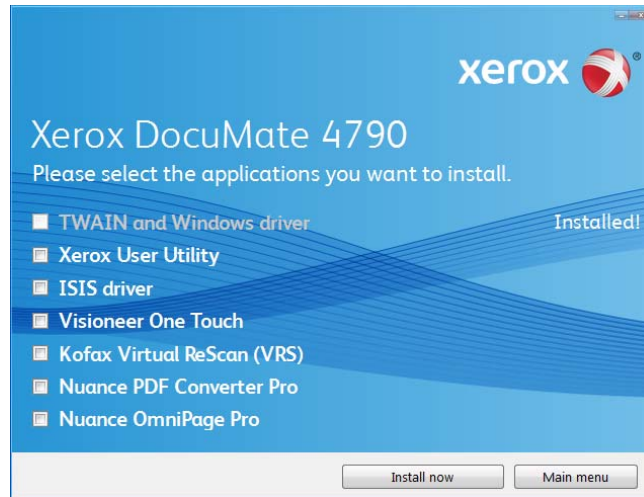 xerox ®
Xerox DocuMate 4790
Please select the applications you want to install.
TWAIN and Windows driver Installed!
Xerox User Utility
ISIS driver
Visioneer One Touch
Kofax Virtual ReScan (VRS)
Nuance PDF Converter Pro
Nuance OmniPage Pro
Install now Main menu